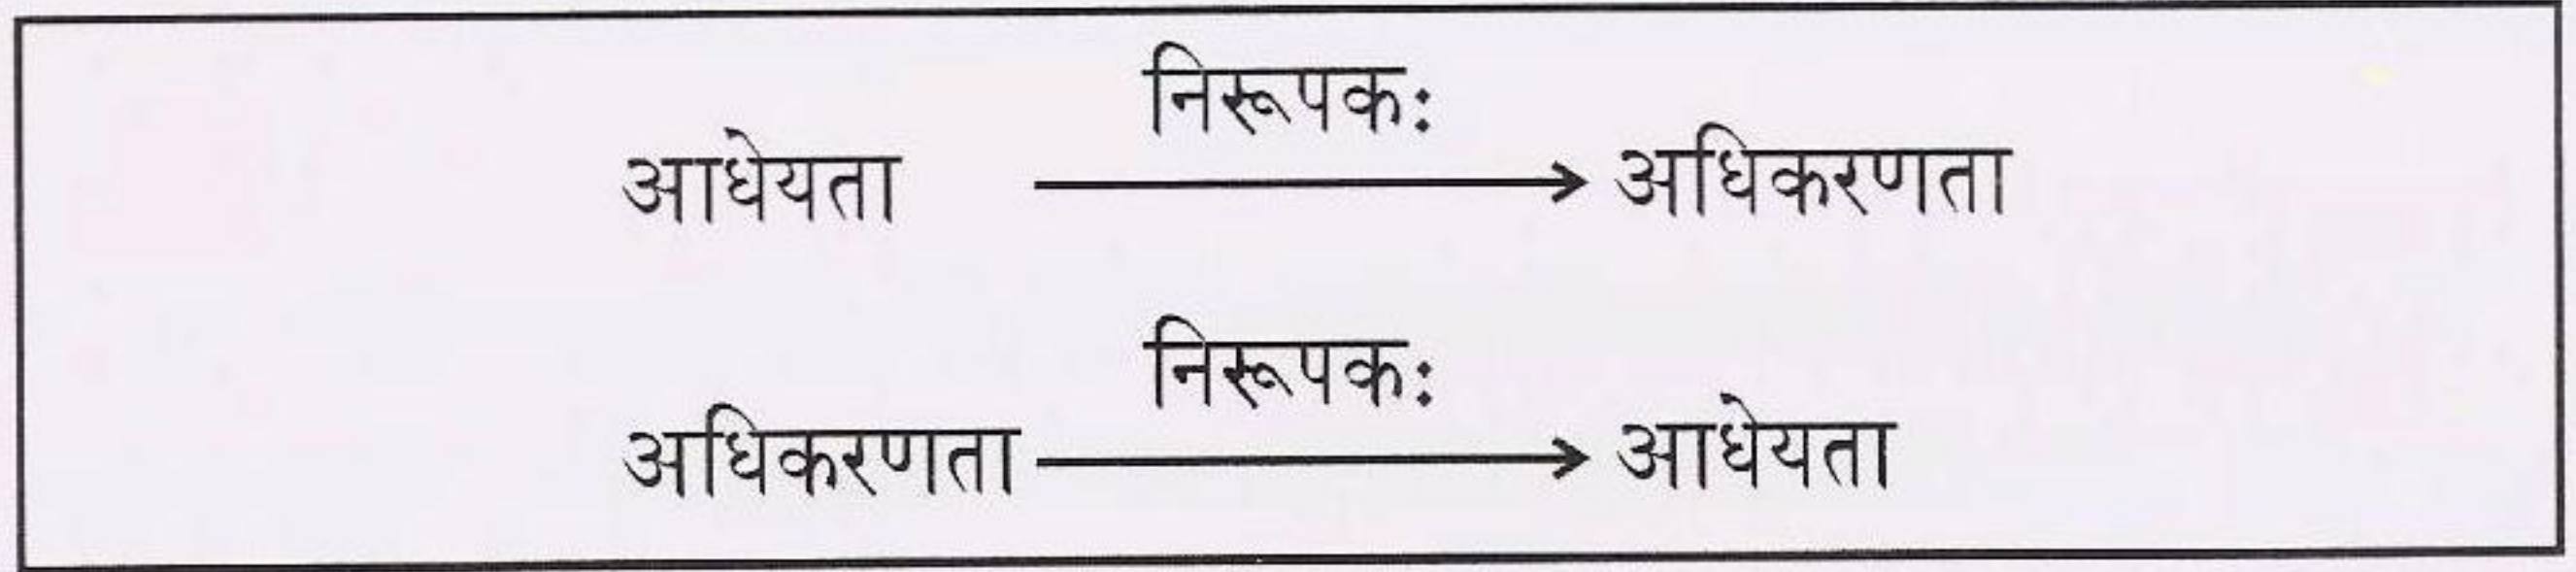 निरूपकः
आधेयता → अधिकरणता
निरूपकः
अधिकरणता → आधेयता